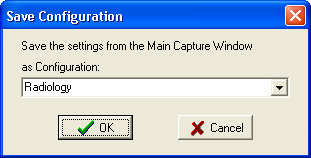 Save Configuration
Save the settings from the Main Capture Window
as Configuration:
Radiology
OK Cancel